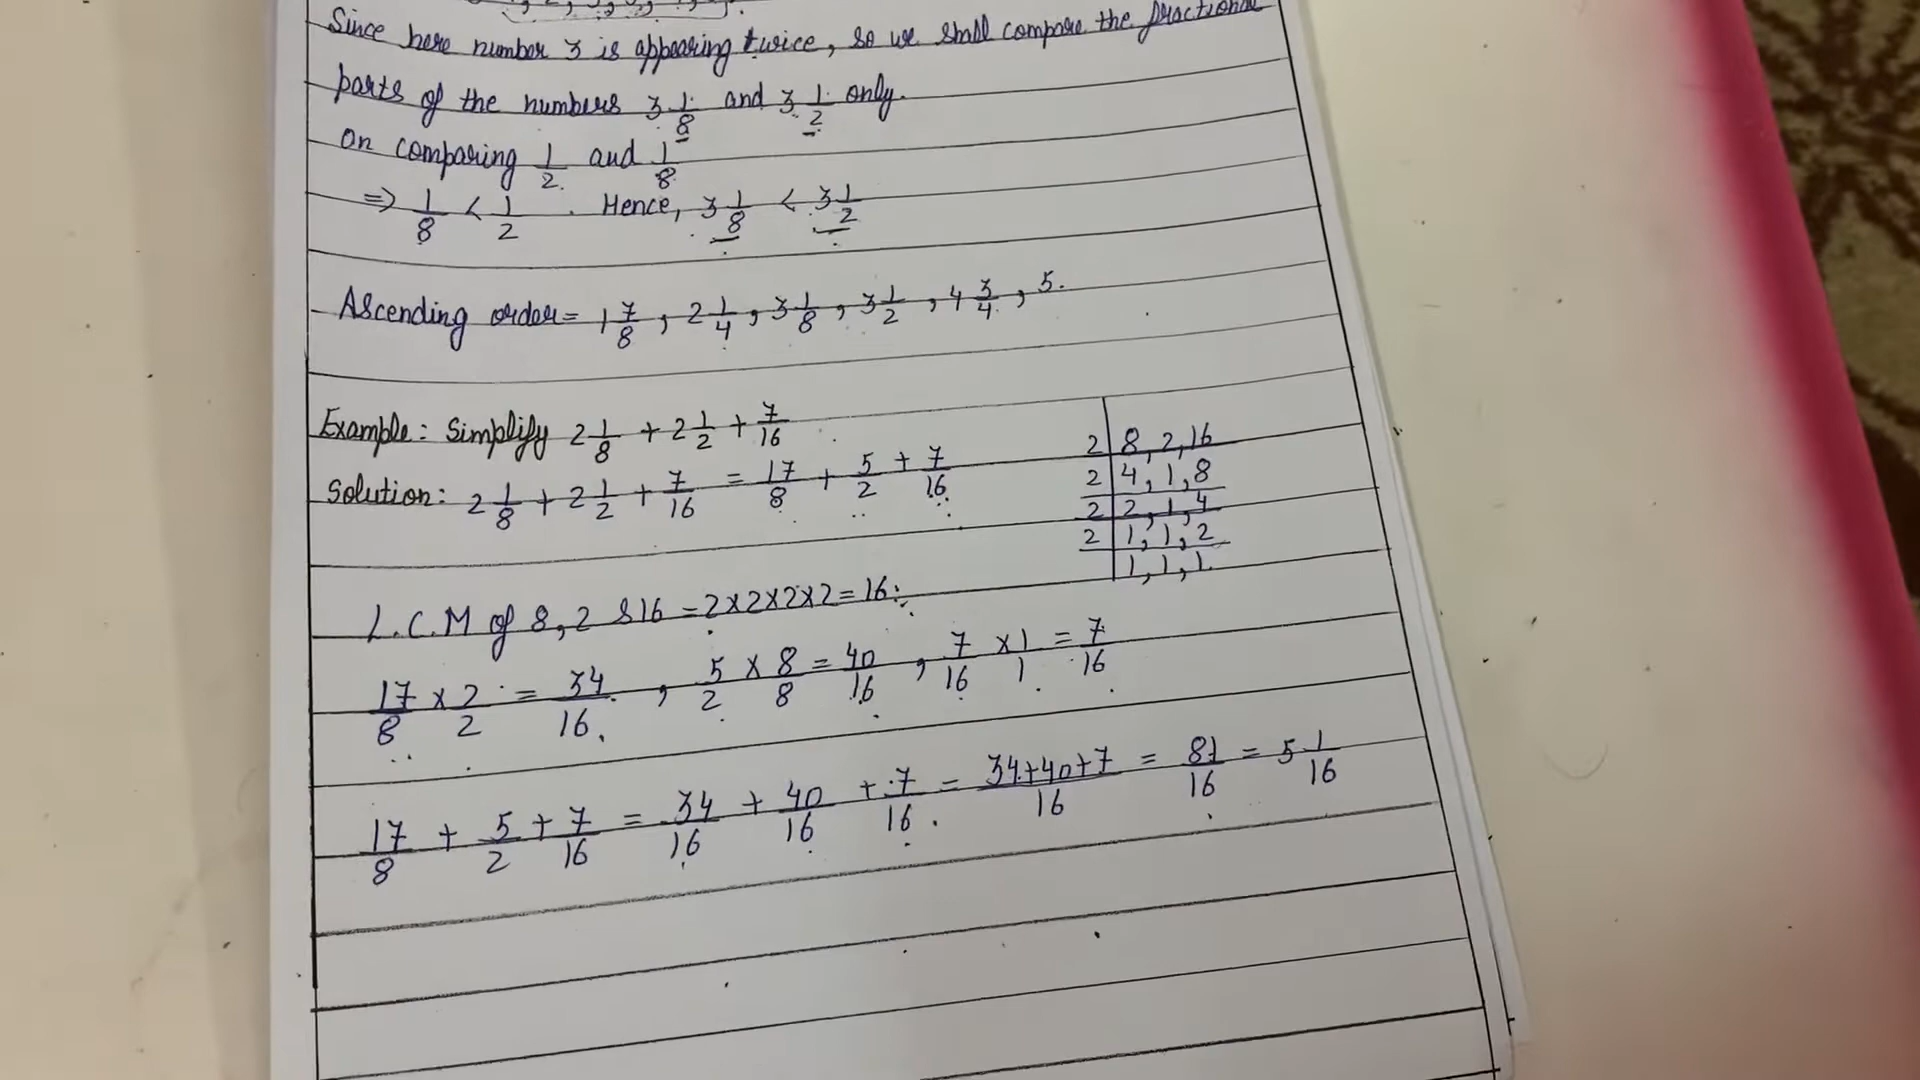 Since here number 3 is appearing twice, so we shall compare the fractional
parts of the numbers 3 1/8 and 3 1/2 only.
On comparing 1/2 and 1/8
⇒ 1/8 < 1/2 . Hence, 3 1/8 < 3 1/2
Ascending order = 1 7/8 , 2 1/4 , 3 1/8 , 3 1/2 , 4 3/4 , 5.
Example: Simplify 2 1/8 + 2 1/2 + 7/16
Solution: 2 1/8 + 2 1/2 + 7/16 = 17/8 + 5/2 + 7/16
2 | 8, 2, 16
2 | 4, 1, 8
2 | 2, 1, 4
2 | 1, 1, 2
| 1, 1, 1
L.C.M of 8, 2 & 16 = 2×2×2×2 = 16.
17/8 × 2/2 = 34/16 , 5/2 × 8/8 = 40/16 , 7/16 × 1/1 = 7/16
17/8 + 5/2 + 7/16 = 34/16 + 40/16 + 7/16 = 34+40+7/16 = 81/16 = 5 1/16